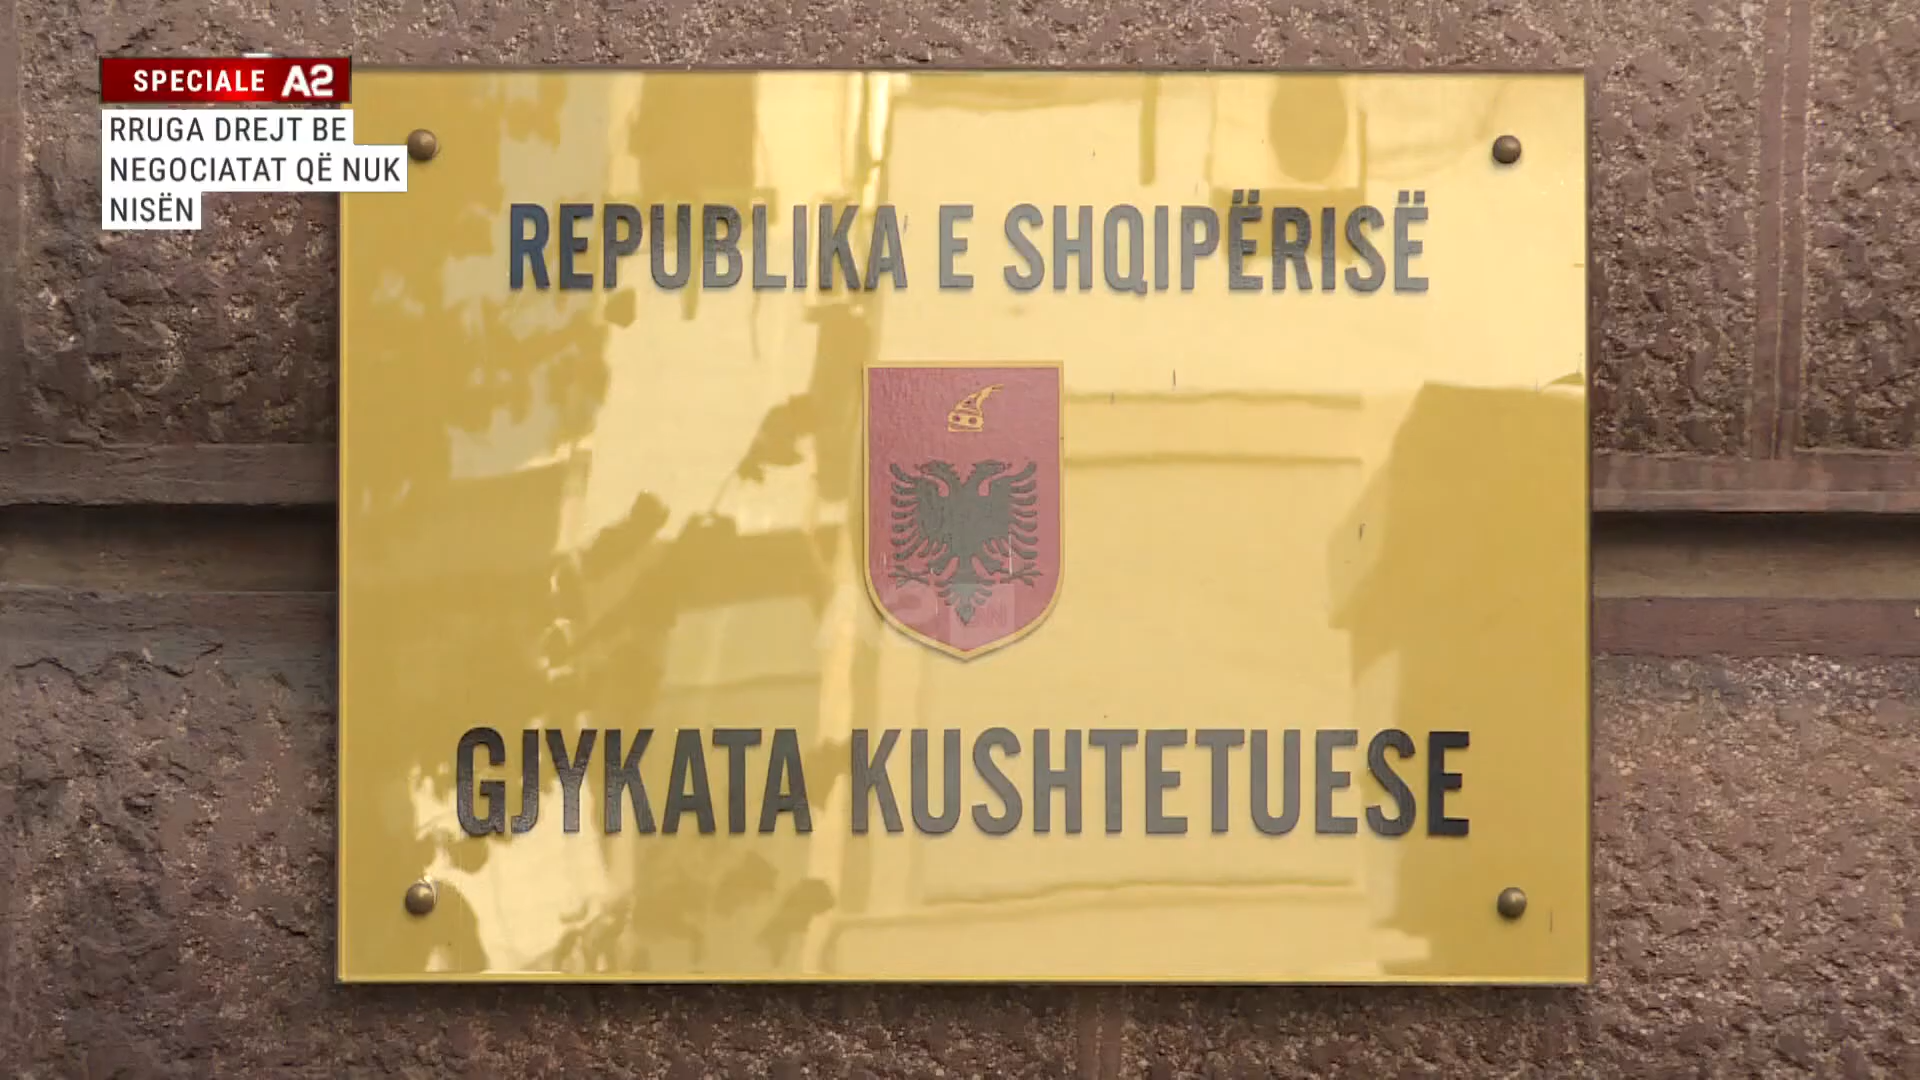 SPECIALE A2
RRUGA DREJT BE
NEGOCIATAT QË NUK
NISËN
REPUBLIKA E SHQIPËRISË
GJYKATA KUSHTETUESE